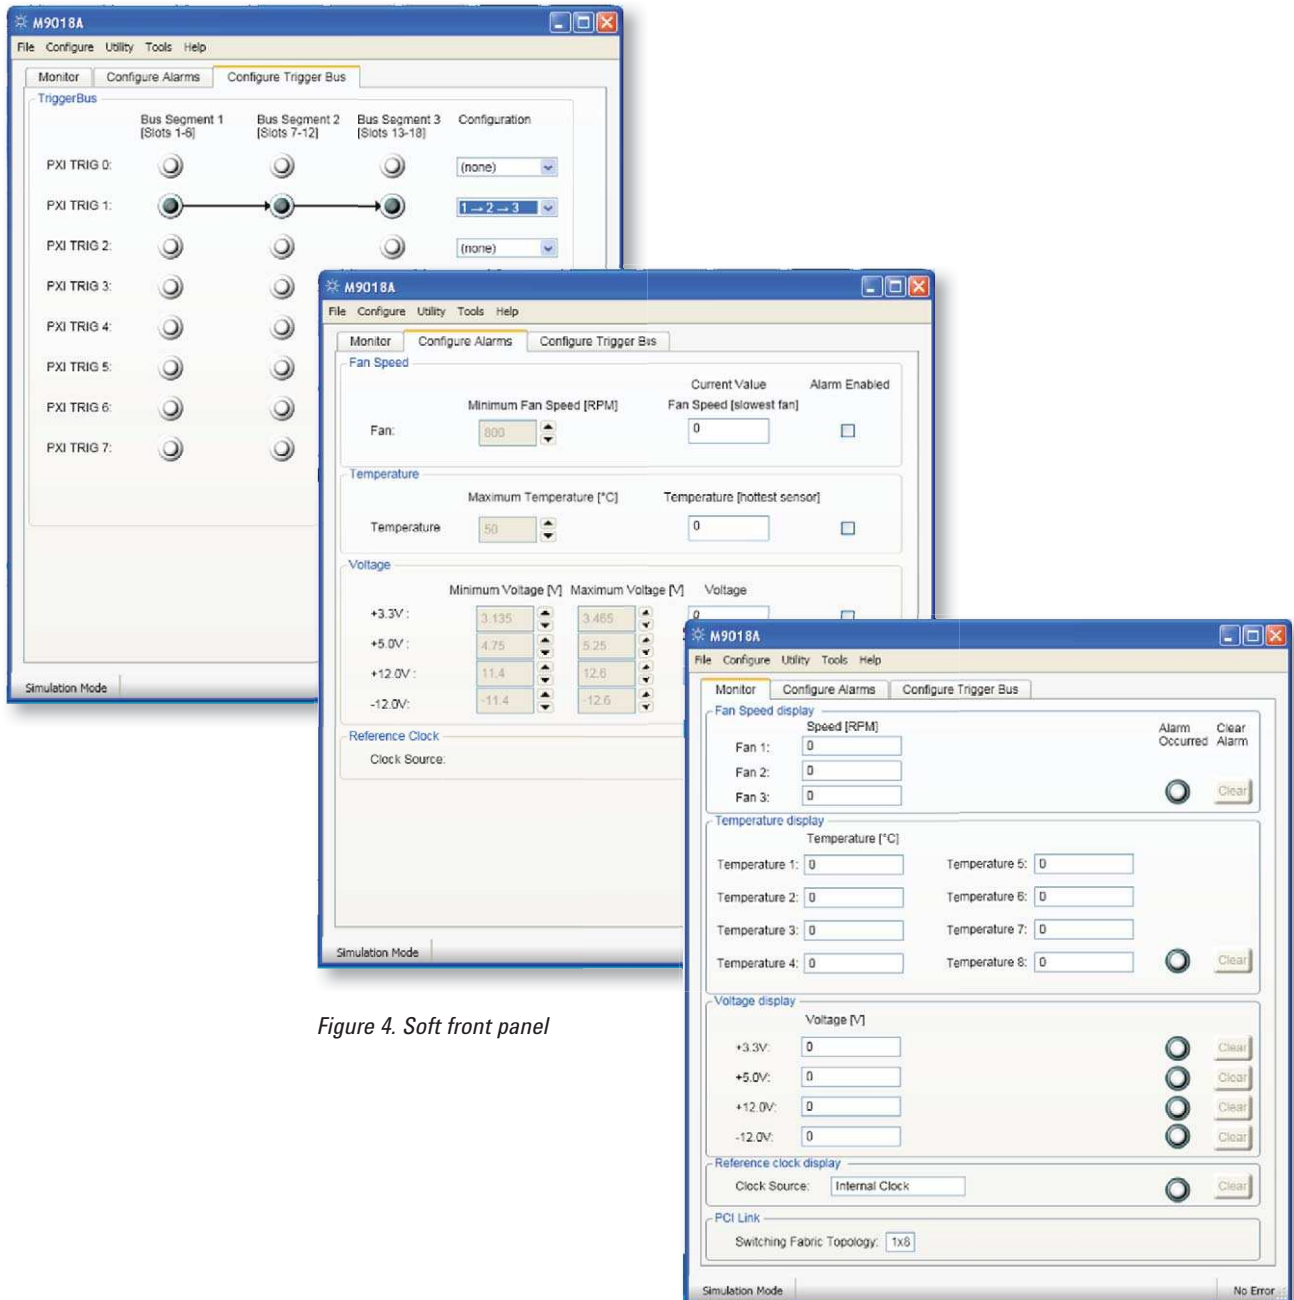 M9018A
File Configure Utility Tools Help
Monitor Configure Alarms Configure Trigger Bus
TriggerBus
Bus Segment 1 Bus Segment 2 Bus Segment 3 Configuration
[Slots 1-6] [Slots 7-12] [Slots 13-18]
PXI TRIG 0: (none)
PXI TRIG 1: 1→2→3
PXI TRIG 2: (none)
PXI TRIG 3:
PXI TRIG 4:
PXI TRIG 5:
PXI TRIG 6:
PXI TRIG 7:
Simulation Mode
M9018A
File Configure Utility Tools Help
Monitor Configure Alarms Configure Trigger Bus
Fan Speed
Current Value Alarm Enabled
Minimum Fan Speed [RPM] Fan Speed [slowest fan]
Fan: 800 0
Temperature
Maximum Temperature [°C] Temperature [hottest sensor]
Temperature 50 0
Voltage
Minimum Voltage [V] Maximum Voltage [V] Voltage
+3.3V : 3.135 3.465 0
+5.0V : 4.75 5.25
+12.0V : 11.4 12.6
-12.0V: -11.4 -12.6
Reference Clock
Clock Source:
Simulation Mode
Figure 4. Soft front panel
M9018A
File Configure Utility Tools Help
Monitor Configure Alarms Configure Trigger Bus
Fan Speed display
Speed [RPM] Alarm Clear
Occurred Alarm
Fan 1: 0
Fan 2: 0
Fan 3: 0 Clear
Temperature display
Temperature [°C]
Temperature 1: 0 Temperature 5: 0
Temperature 2: 0 Temperature 6: 0
Temperature 3: 0 Temperature 7: 0
Temperature 4: 0 Temperature 8: 0 Clear
Voltage display
Voltage [V]
+3.3V: 0 Clear
+5.0V: 0 Clear
+12.0V: 0 Clear
-12.0V: 0 Clear
Reference clock display
Clock Source: Internal Clock Clear
PCI Link
Switching Fabric Topology: 1x8
Simulation Mode No Error